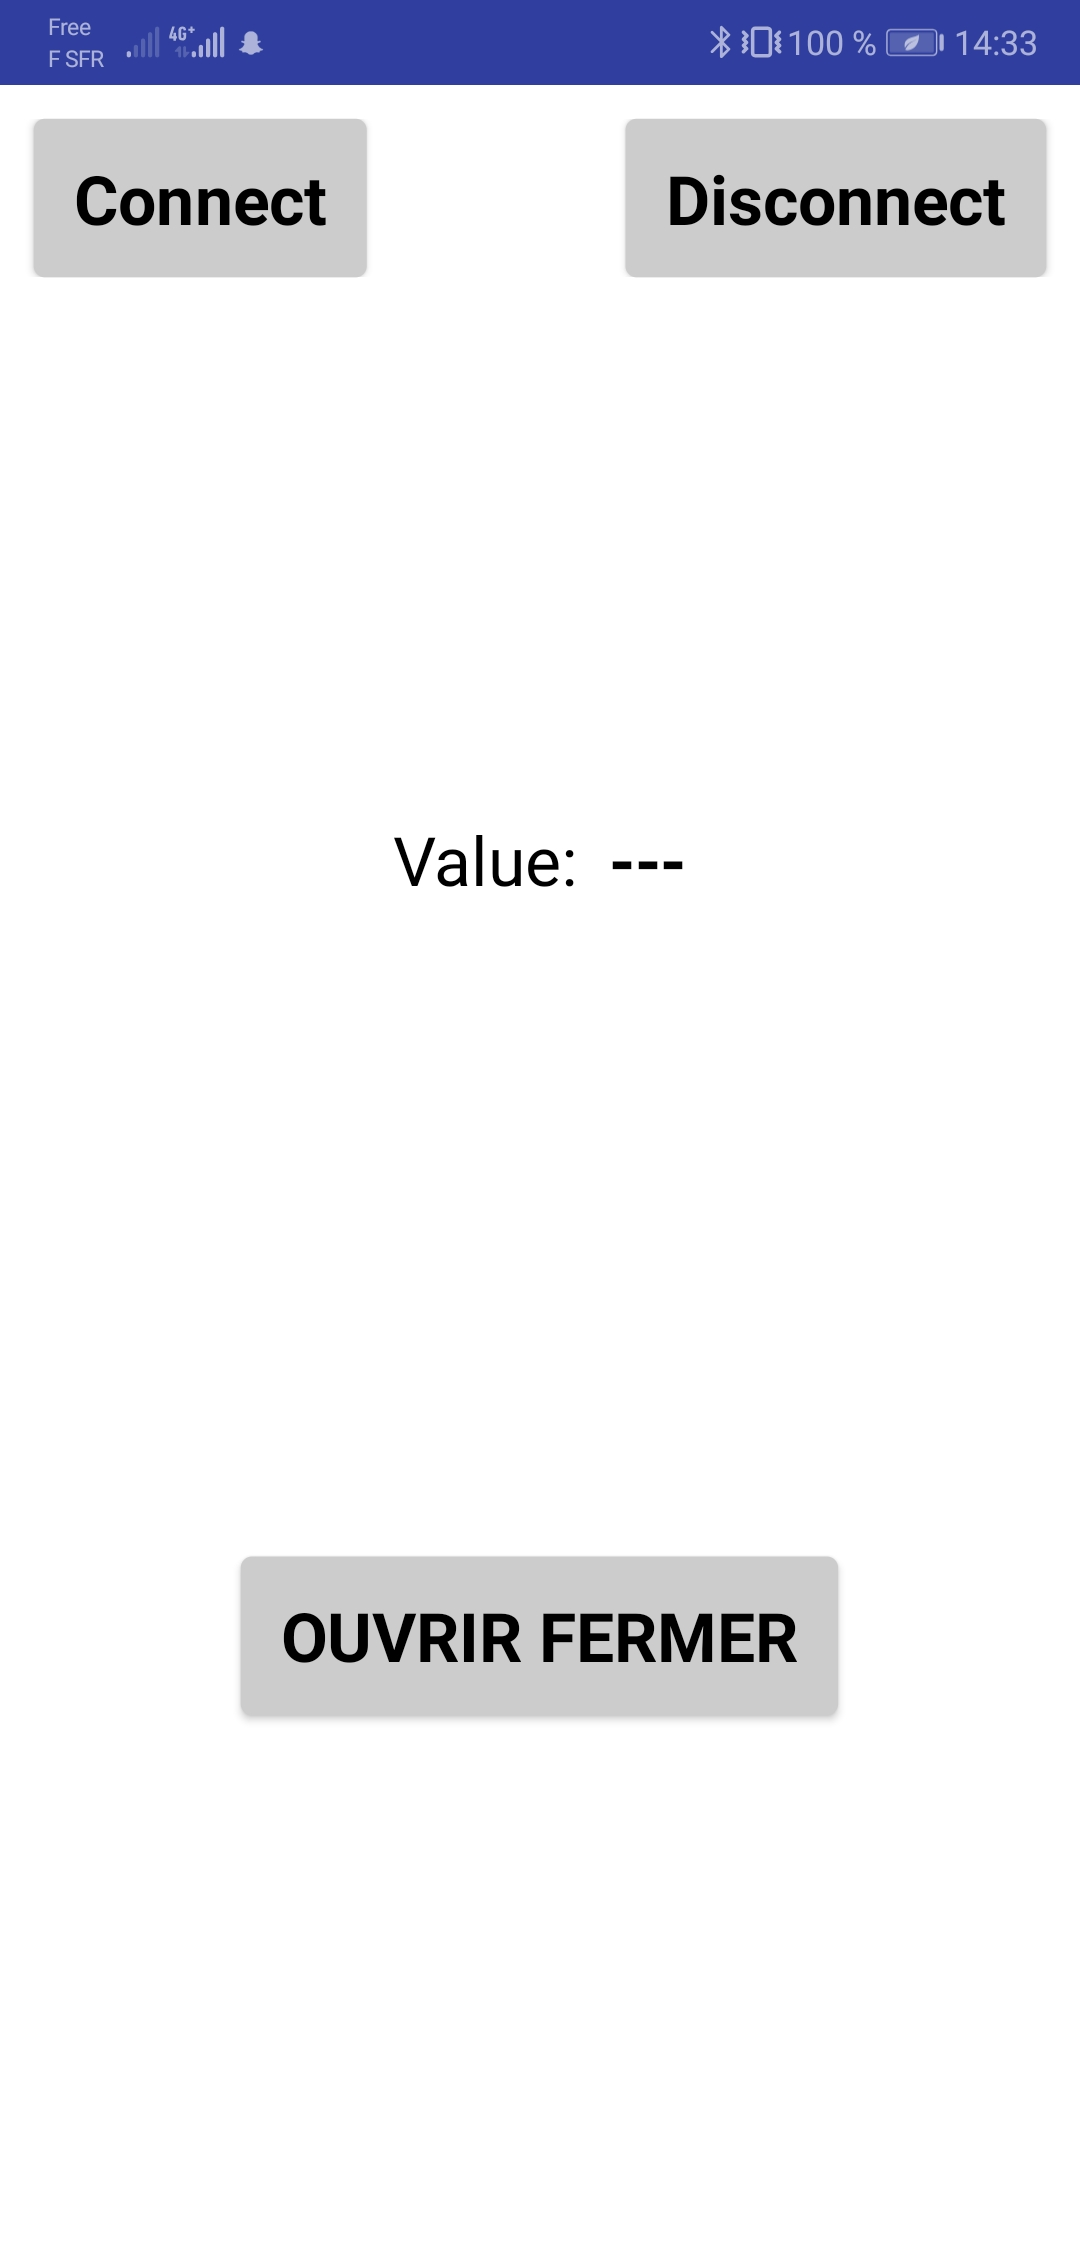 Free
F SFR
4G+
100 %
14:33
Connect
Disconnect
Value: ---
OUVRIR FERMER